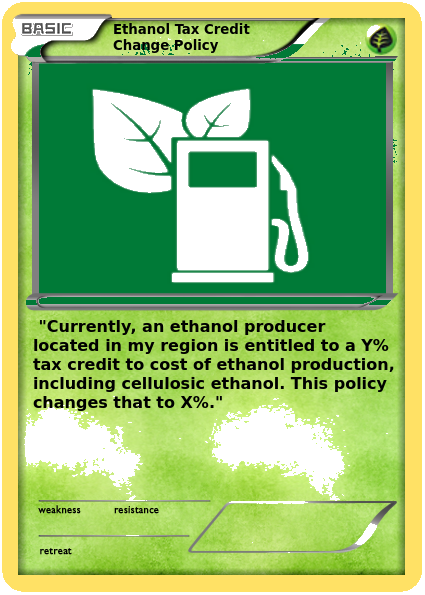 BASIC
Ethanol Tax Credit
Change Policy
"Currently, an ethanol producer
located in my region is entitled to a Y%
tax credit to cost of ethanol production,
including cellulosic ethanol. This policy
changes that to X%."
weakness resistance
retreat